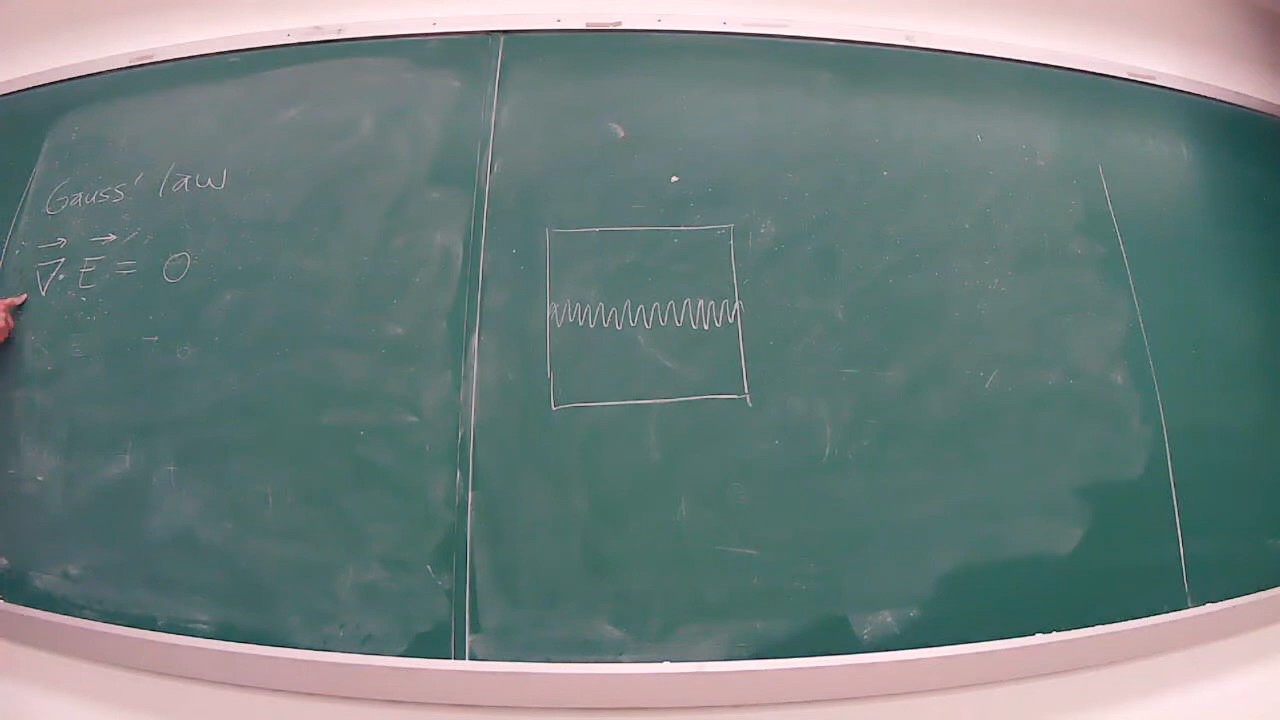 Gauss' law
∇⃗·E⃗ = 0